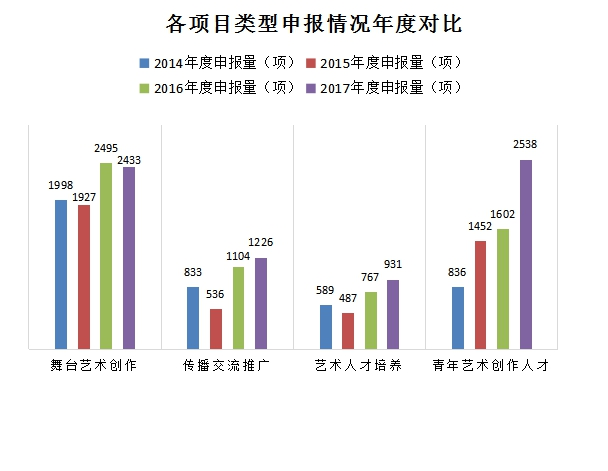 各项目类型申报情况年度对比
2014年度申报量（项） 2015年度申报量（项）
2016年度申报量（项） 2017年度申报量（项）
1998 1927 2495 2433
833 536 1104 1226
589 487 767 931
836 1452 1602 2538
舞台艺术创作 传播交流推广 艺术人才培养 青年艺术创作人才